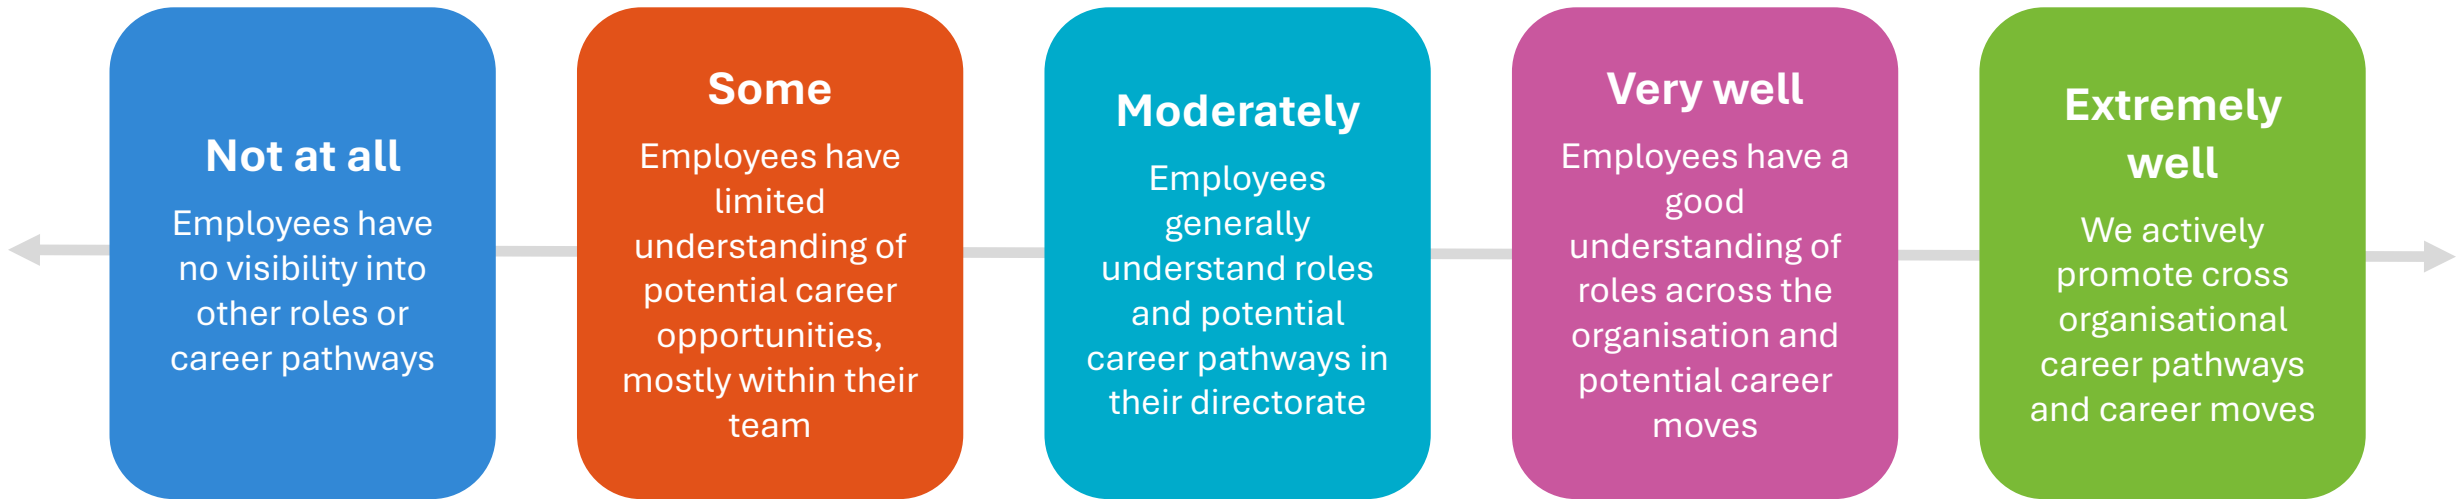 Not at all
Employees have
no visibility into
other roles or
career pathways
Some
Employees have
limited
understanding of
potential career
opportunities,
mostly within their
team
Moderately
Employees
generally
understand roles
and potential
career pathways in
their directorate
Very well
Employees have a
good
understanding of
roles across the
organisation and
potential career
moves
Extremely
well
We actively
promote cross
organisational
career pathways
and career moves